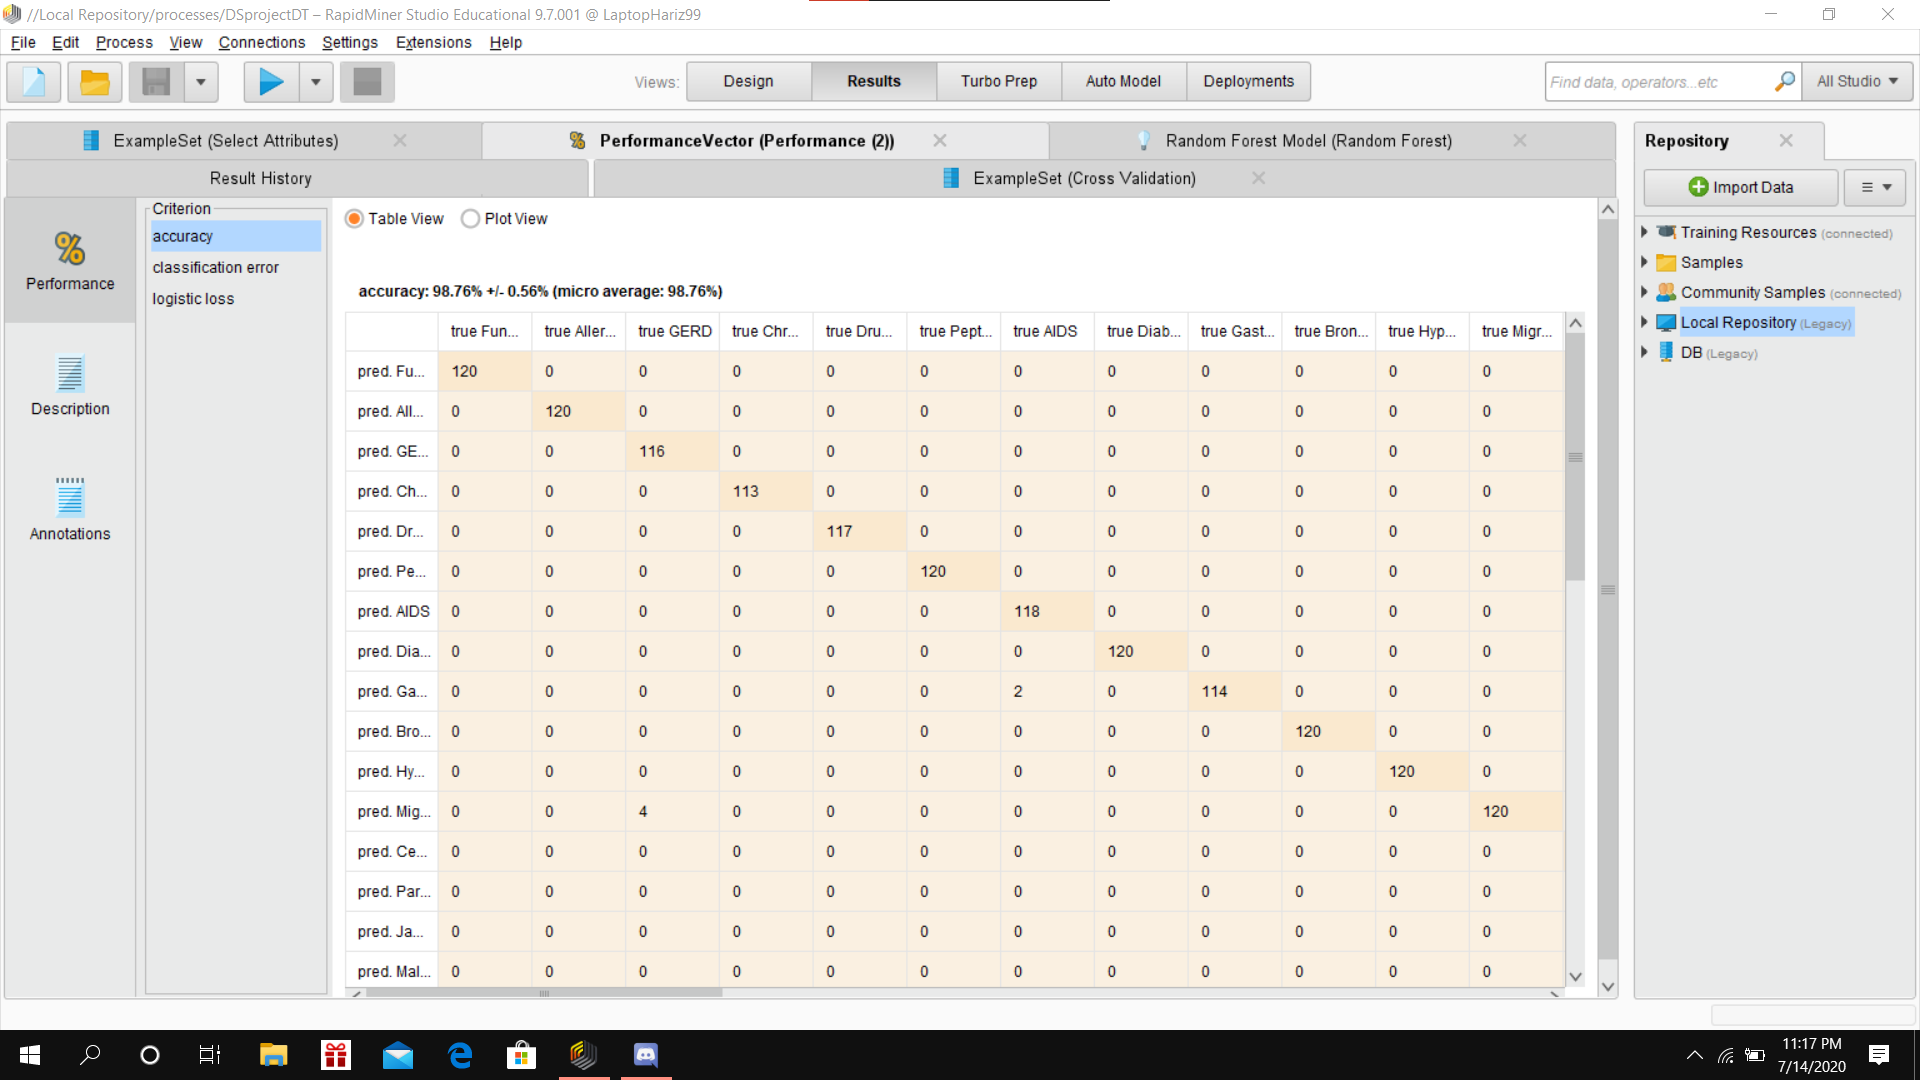 //Local Repository/processes/DSprojectDT – RapidMiner Studio Educational 9.7.001 @ LaptopHariz99
File Edit Process View Connections Settings Extensions Help
Views: Design Results Turbo Prep Auto Model Deployments Find data, operators...etc All Studio
ExampleSet (Select Attributes) PerformanceVector (Performance (2)) Random Forest Model (Random Forest)
Result History ExampleSet (Cross Validation)
Repository
Import Data
Training Resources (connected)
Samples
Community Samples (connected)
Local Repository (Legacy)
DB (Legacy)
% Performance
Description
Annotations
Criterion
accuracy
classification error
logistic loss
Table View Plot View
accuracy: 98.76% +/- 0.56% (micro average: 98.76%)
true Fun... true Aller... true GERD true Chr... true Dru... true Pept... true AIDS true Diab... true Gast... true Bron... true Hyp... true Migr...
pred. Fu... 120 0 0 0 0 0 0 0 0 0 0 0
pred. All... 0 120 0 0 0 0 0 0 0 0 0 0
pred. GE... 0 0 116 0 0 0 0 0 0 0 0 0
pred. Ch... 0 0 0 113 0 0 0 0 0 0 0 0
pred. Dr... 0 0 0 0 117 0 0 0 0 0 0 0
pred. Pe... 0 0 0 0 0 120 0 0 0 0 0 0
pred. AIDS 0 0 0 0 0 0 118 0 0 0 0 0
pred. Dia... 0 0 0 0 0 0 0 120 0 0 0 0
pred. Ga... 0 0 0 0 0 0 2 0 114 0 0 0
pred. Bro... 0 0 0 0 0 0 0 0 0 120 0 0
pred. Hy... 0 0 0 0 0 0 0 0 0 0 120 0
pred. Mig... 0 0 4 0 0 0 0 0 0 0 0 120
pred. Ce... 0 0 0 0 0 0 0 0 0 0 0 0
pred. Par... 0 0 0 0 0 0 0 0 0 0 0 0
pred. Ja... 0 0 0 0 0 0 0 0 0 0 0 0
pred. Mal... 0 0 0 0 0 0 0 0 0 0 0 0
11:17 PM
7/14/2020